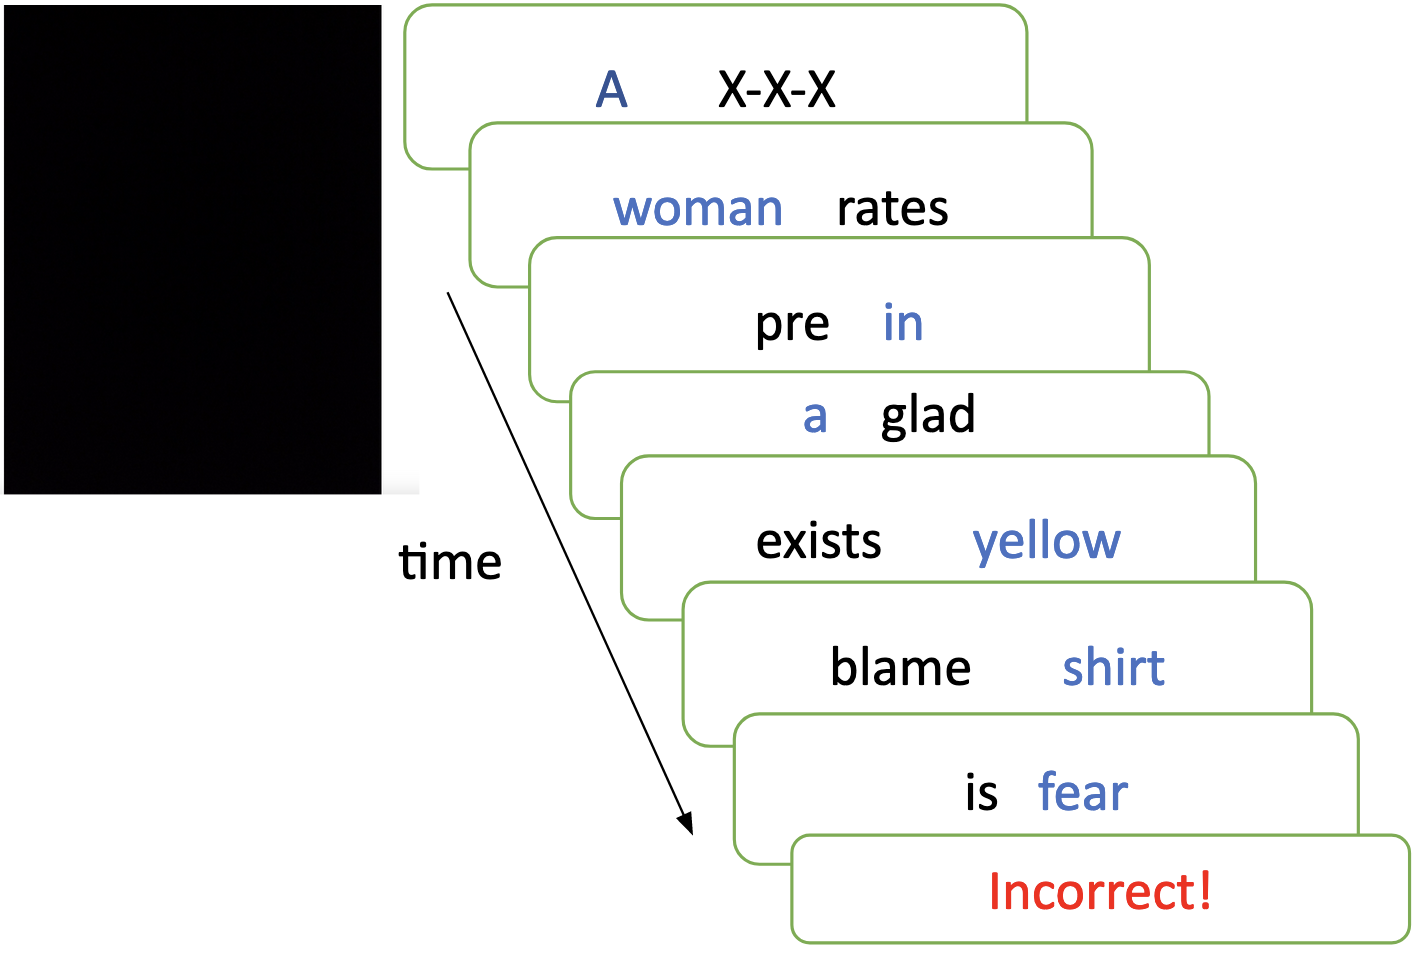 A X-X-X
woman rates
pre in
a glad
exists yellow
time
blame shirt
is fear
Incorrect!